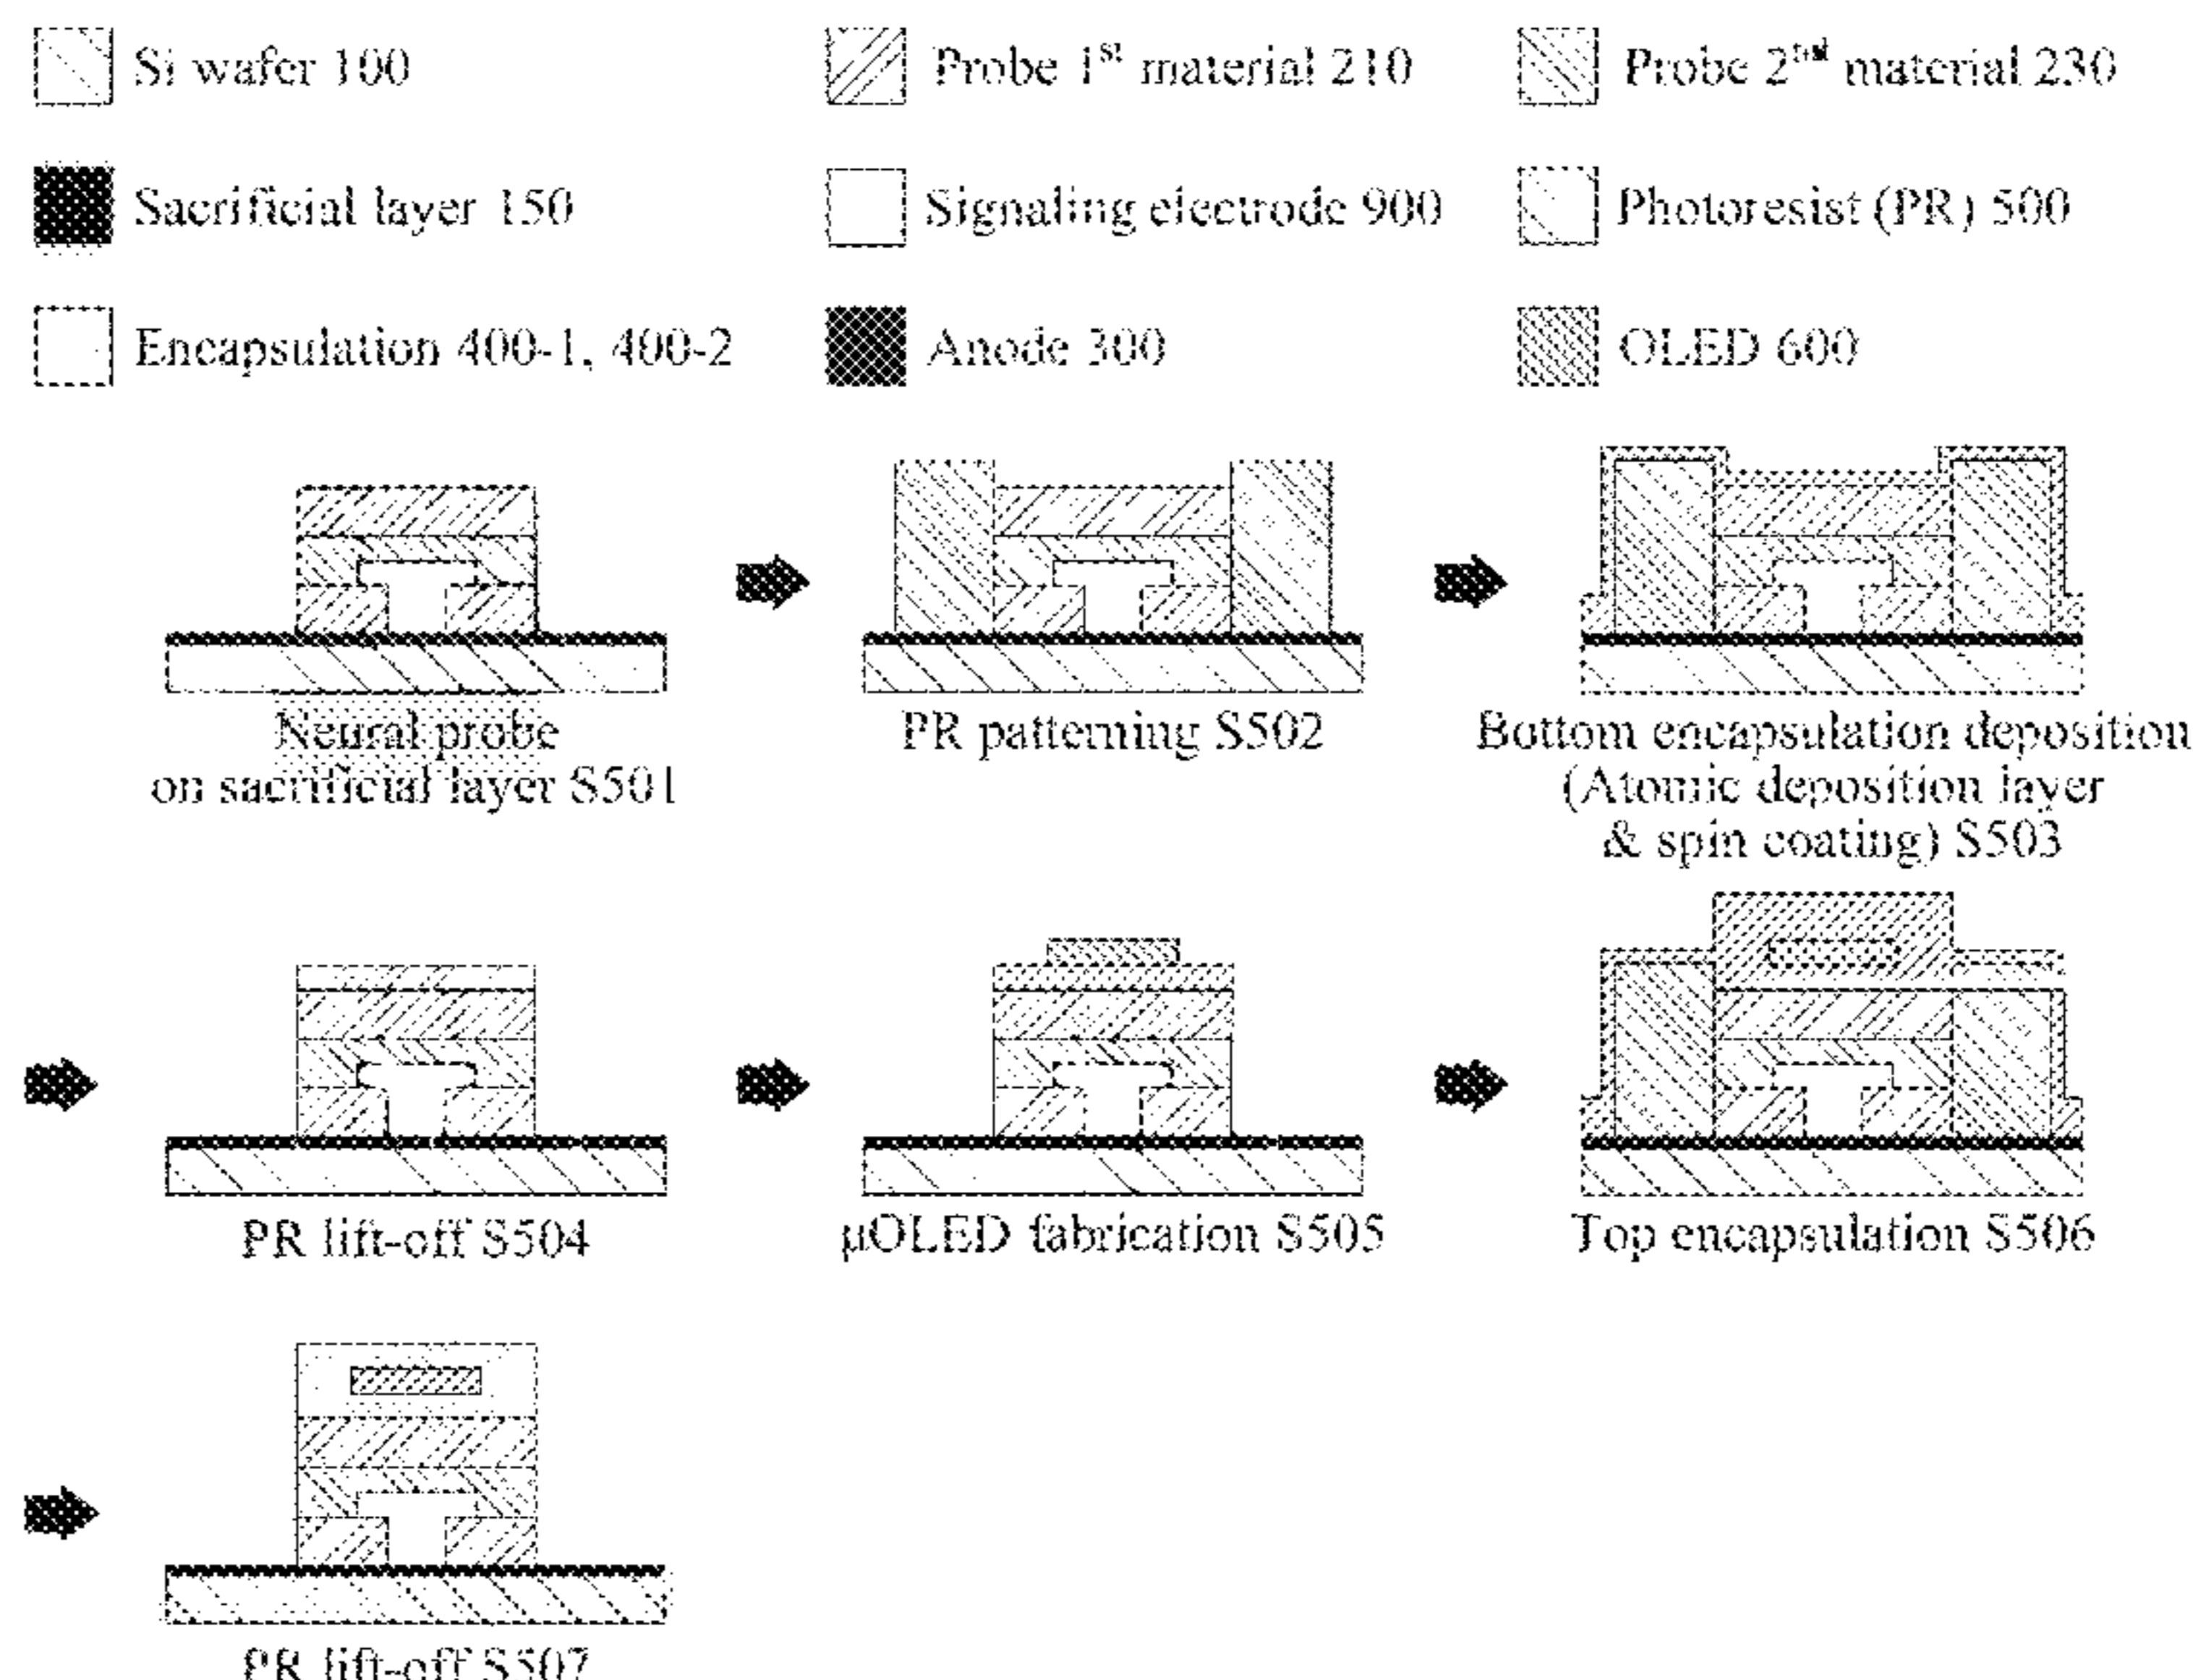 Si wafer 100
Probe 1st material 210
Probe 2nd material 230
Sacrificial layer 150
Signaling electrode 900
Photoresist (PR) 500
Encapsulation 400-1, 400-2
Anode 300
OLED 600
Neural probe
on sacrificial layer S501
PR patterning S502
Bottom encapsulation deposition
(Atomic deposition layer
& spin coating) S503
PR lift-off S504
μOLED fabrication S505
Top encapsulation S506
PR lift-off S507